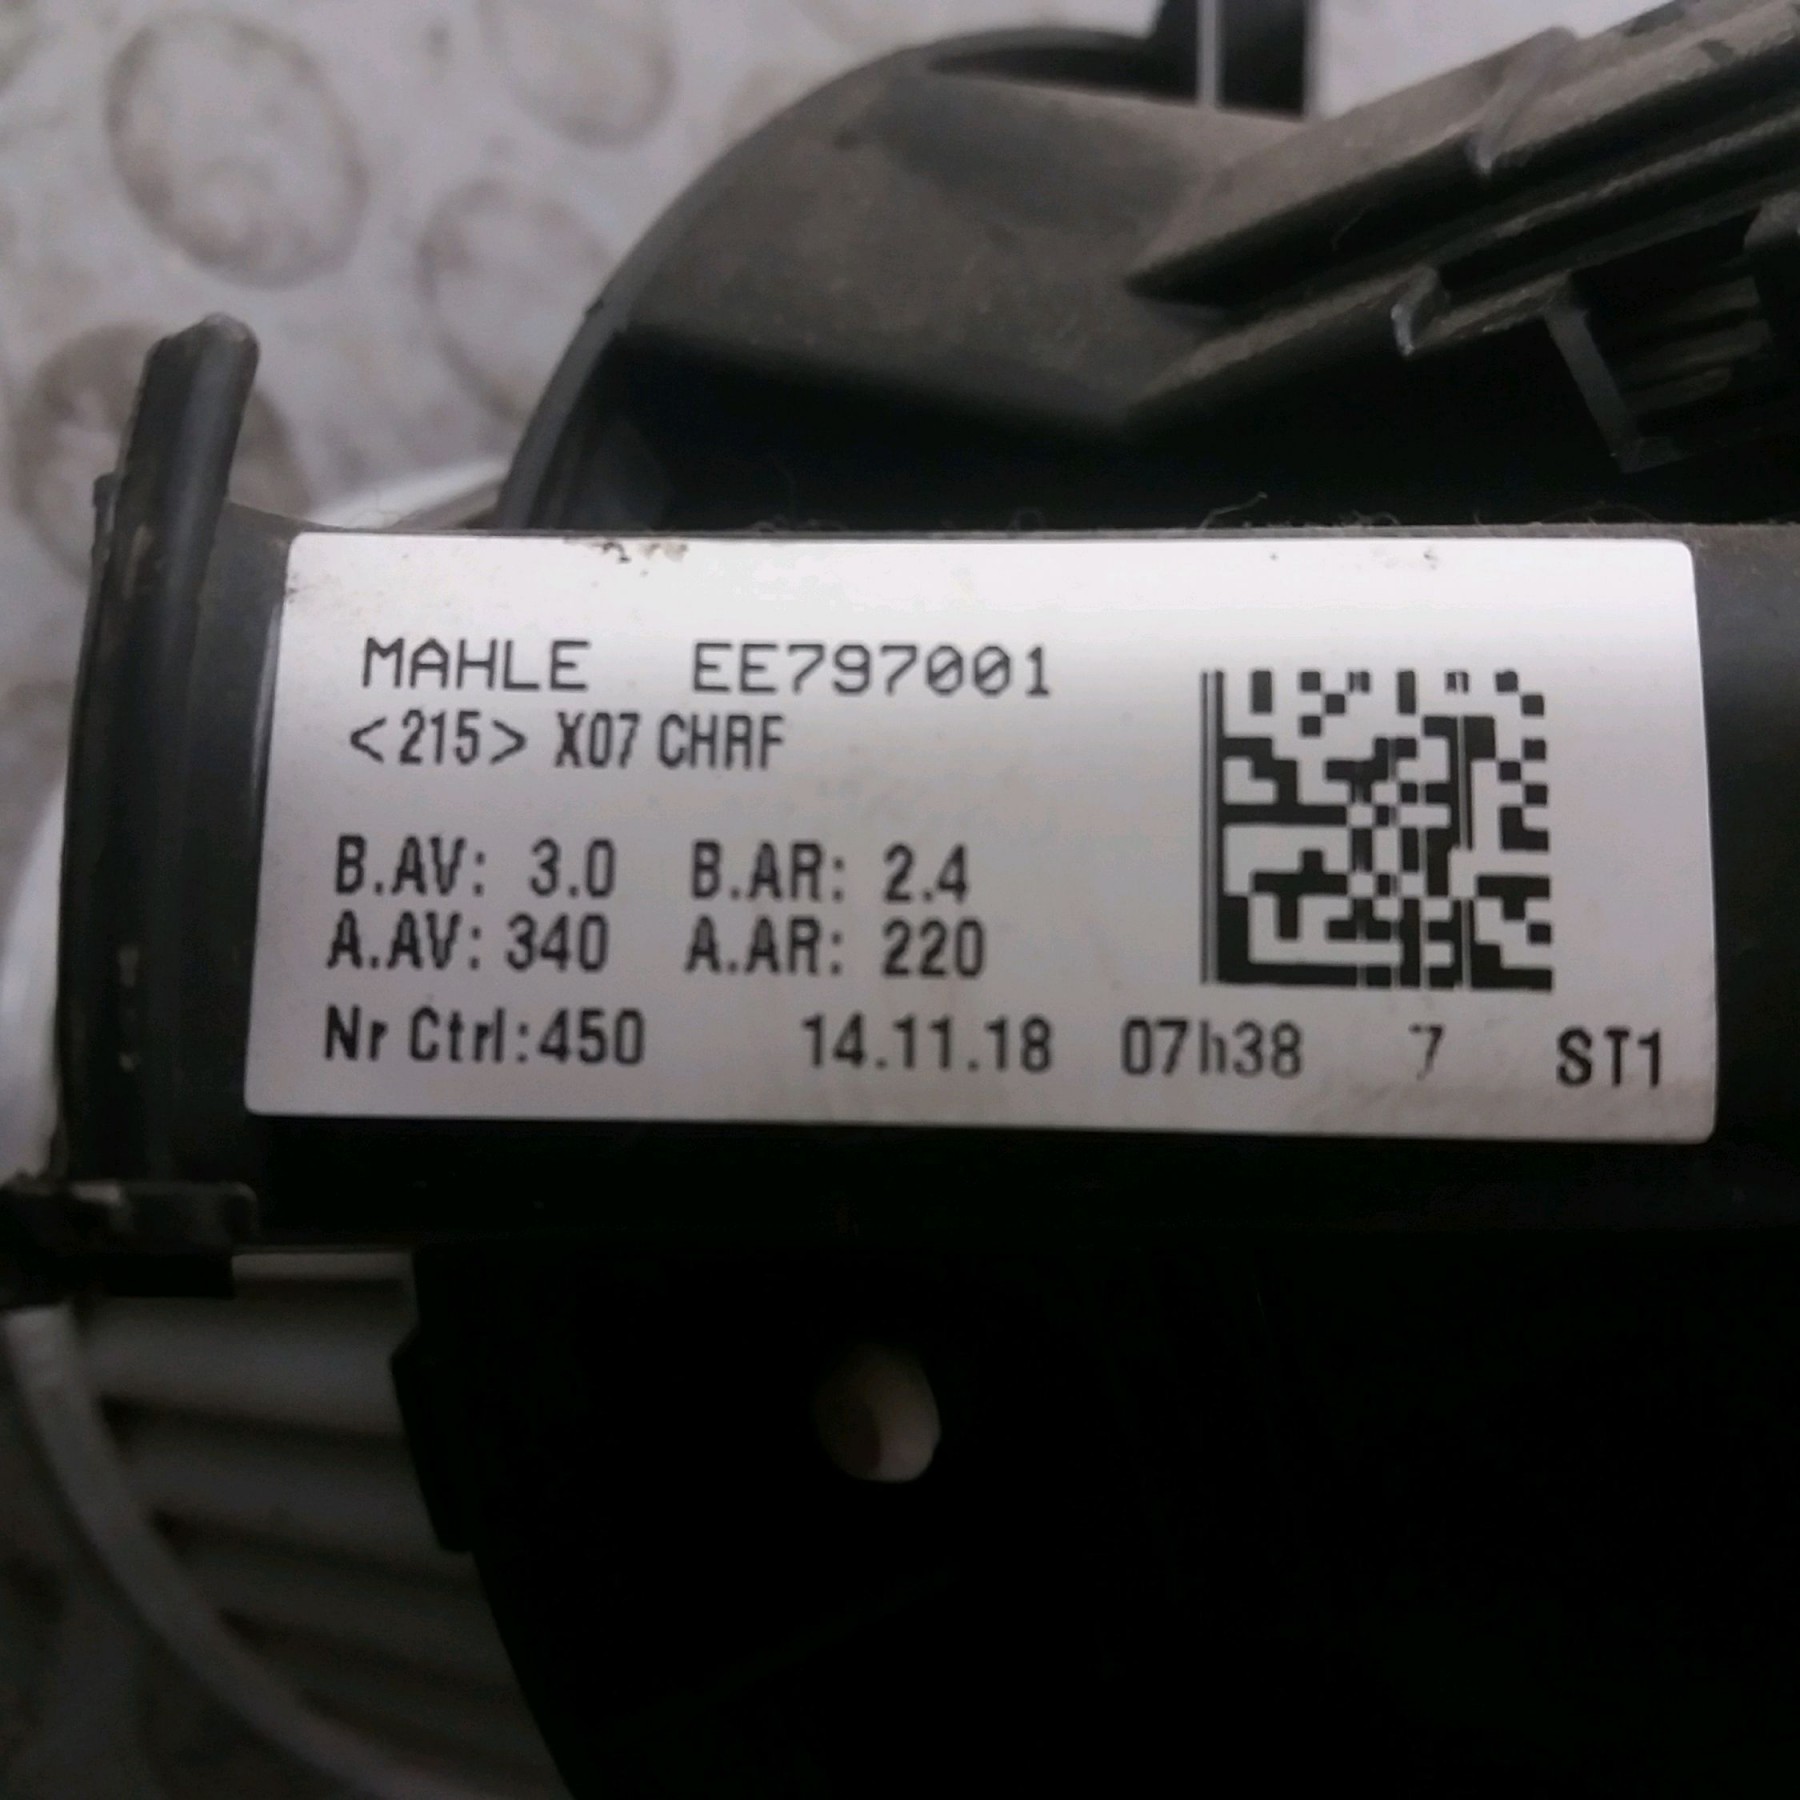 MAHLE EE797001
<215> X07 CHAF
B.AV: 3.0 B.AR: 2.4
A.AV: 340 A.AR: 220
Nr Ctrl:450 14.11.18 07h38 7 ST1